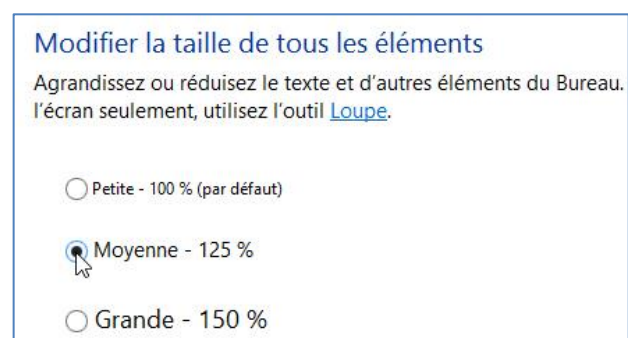 Modifier la taille de tous les éléments
Agrandissez ou réduisez le texte et d'autres éléments du Bureau.
l'écran seulement, utilisez l'outil Loupe.
Petite - 100 % (par défaut)
Moyenne - 125 %
Grande - 150 %